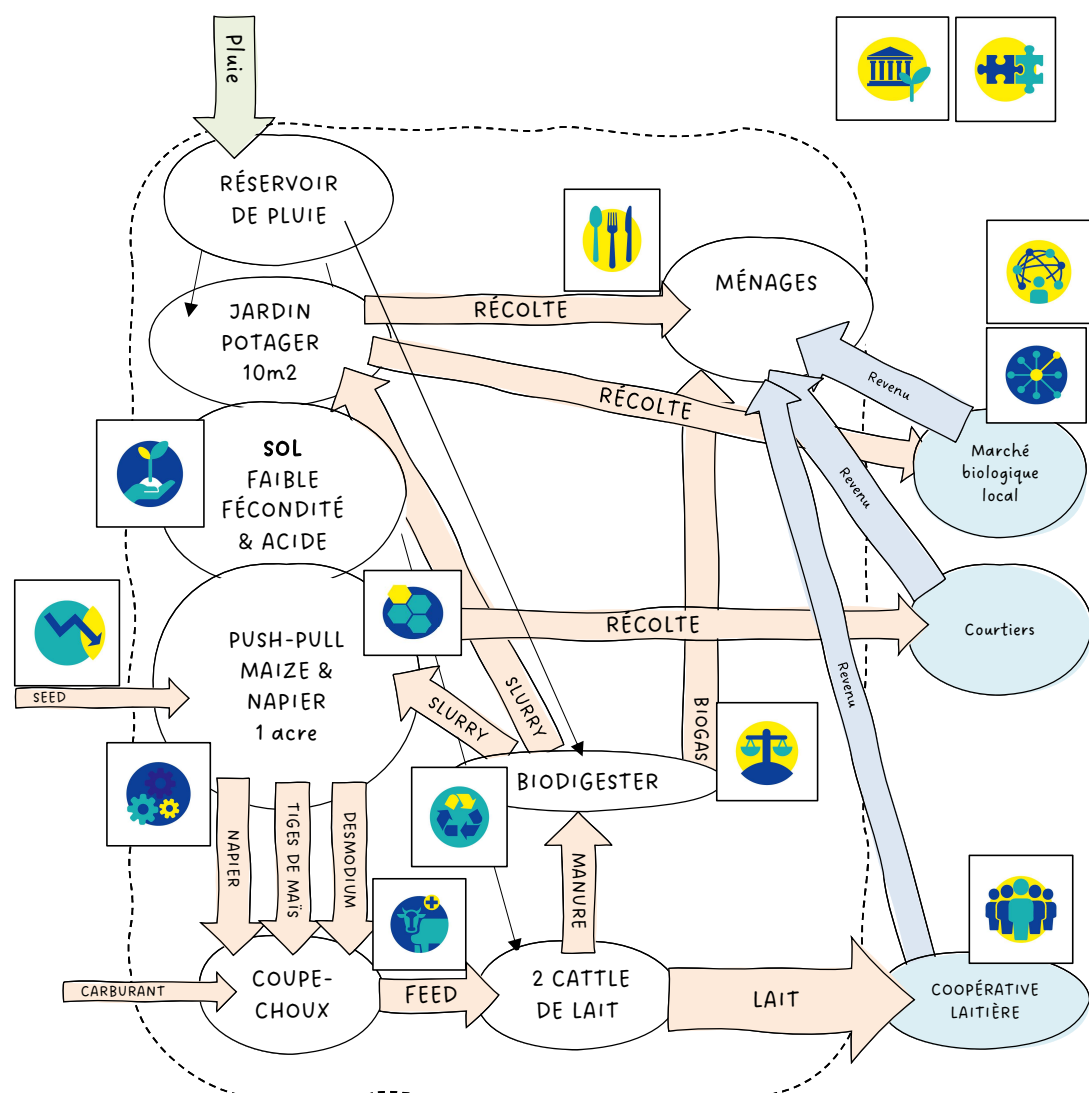 Pluie
RÉSERVOIR
DE PLUIE
JARDIN
POTAGER
10m2
RÉCOLTE
MÉNAGES
RÉCOLTE
Revenu
Marché
biologique
local
SOL
FAIBLE
FÉCONDITÉ
& ACIDE
Revenu
PUSH-PULL
MAIZE &
NAPIER
1 acre
RÉCOLTE
Courtiers
SEED
SLURRY
SLURRY
BIOGAS
Revenu
BIODIGESTER
NAPIER
TIGES DE MAÏS
DESMODIUM
MANURE
CARBURANT
COUPE-
CHOUX
FEED
2 CATTLE
DE LAIT
LAIT
COOPÉRATIVE
LAITIÈRE